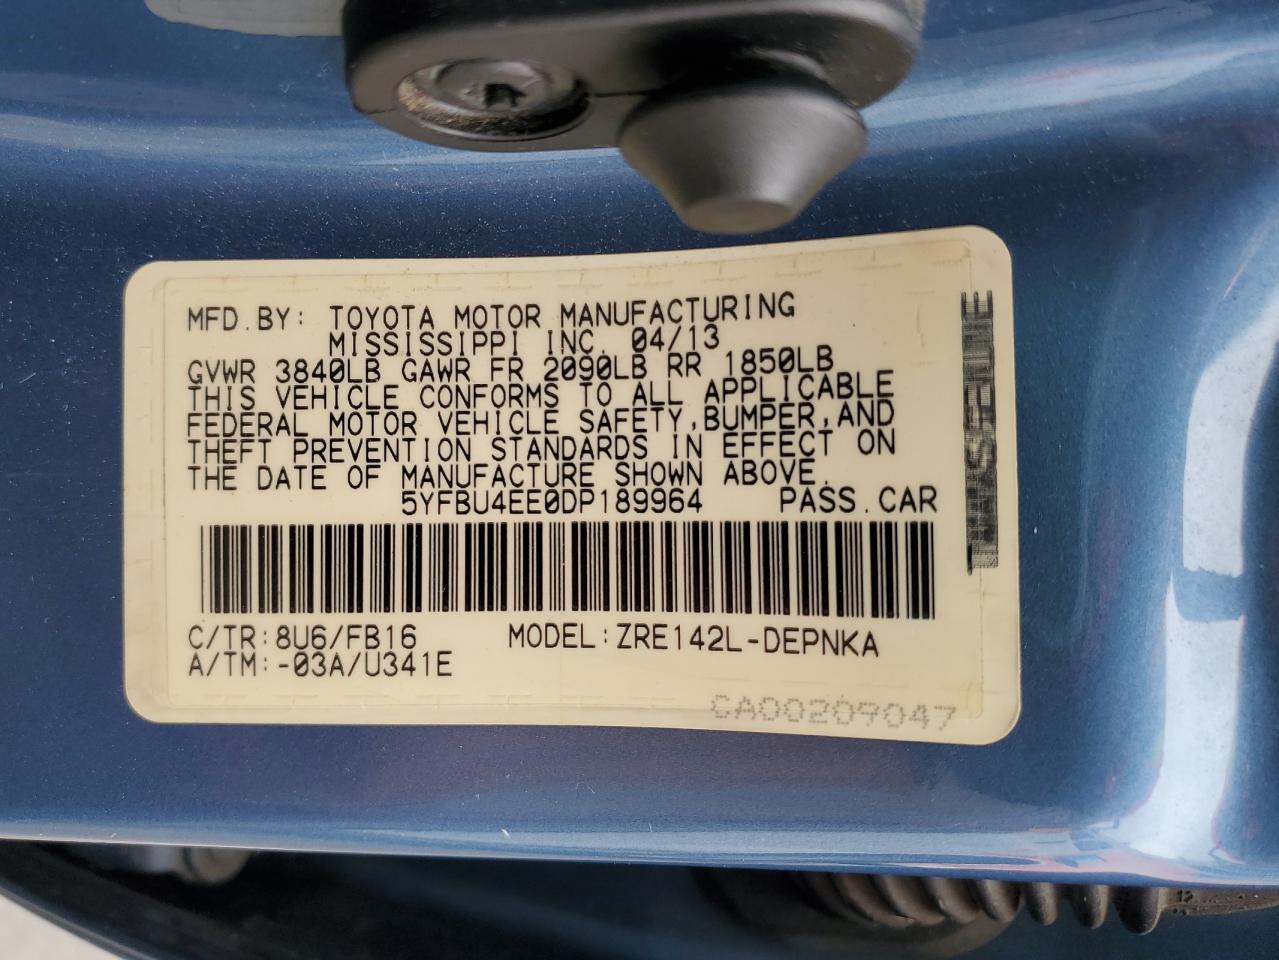 MFD.BY: TOYOTA MOTOR MANUFACTURING
MISSISSIPPI INC. 04/13
GVWR 3840LB GAWR FR 2090LB RR 1850LB
THIS VEHICLE CONFORMS TO ALL APPLICABLE
FEDERAL MOTOR VEHICLE SAFETY,BUMPER,AND
THEFT PREVENTION STANDARDS IN EFFECT ON
THE DATE OF MANUFACTURE SHOWN ABOVE.
5YFBU4EE0DP189964 PASS.CAR
C/TR:8U6/FB16 MODEL:ZRE142L-DEPNKA
A/TM:-03A/U341E
CA00209047
12